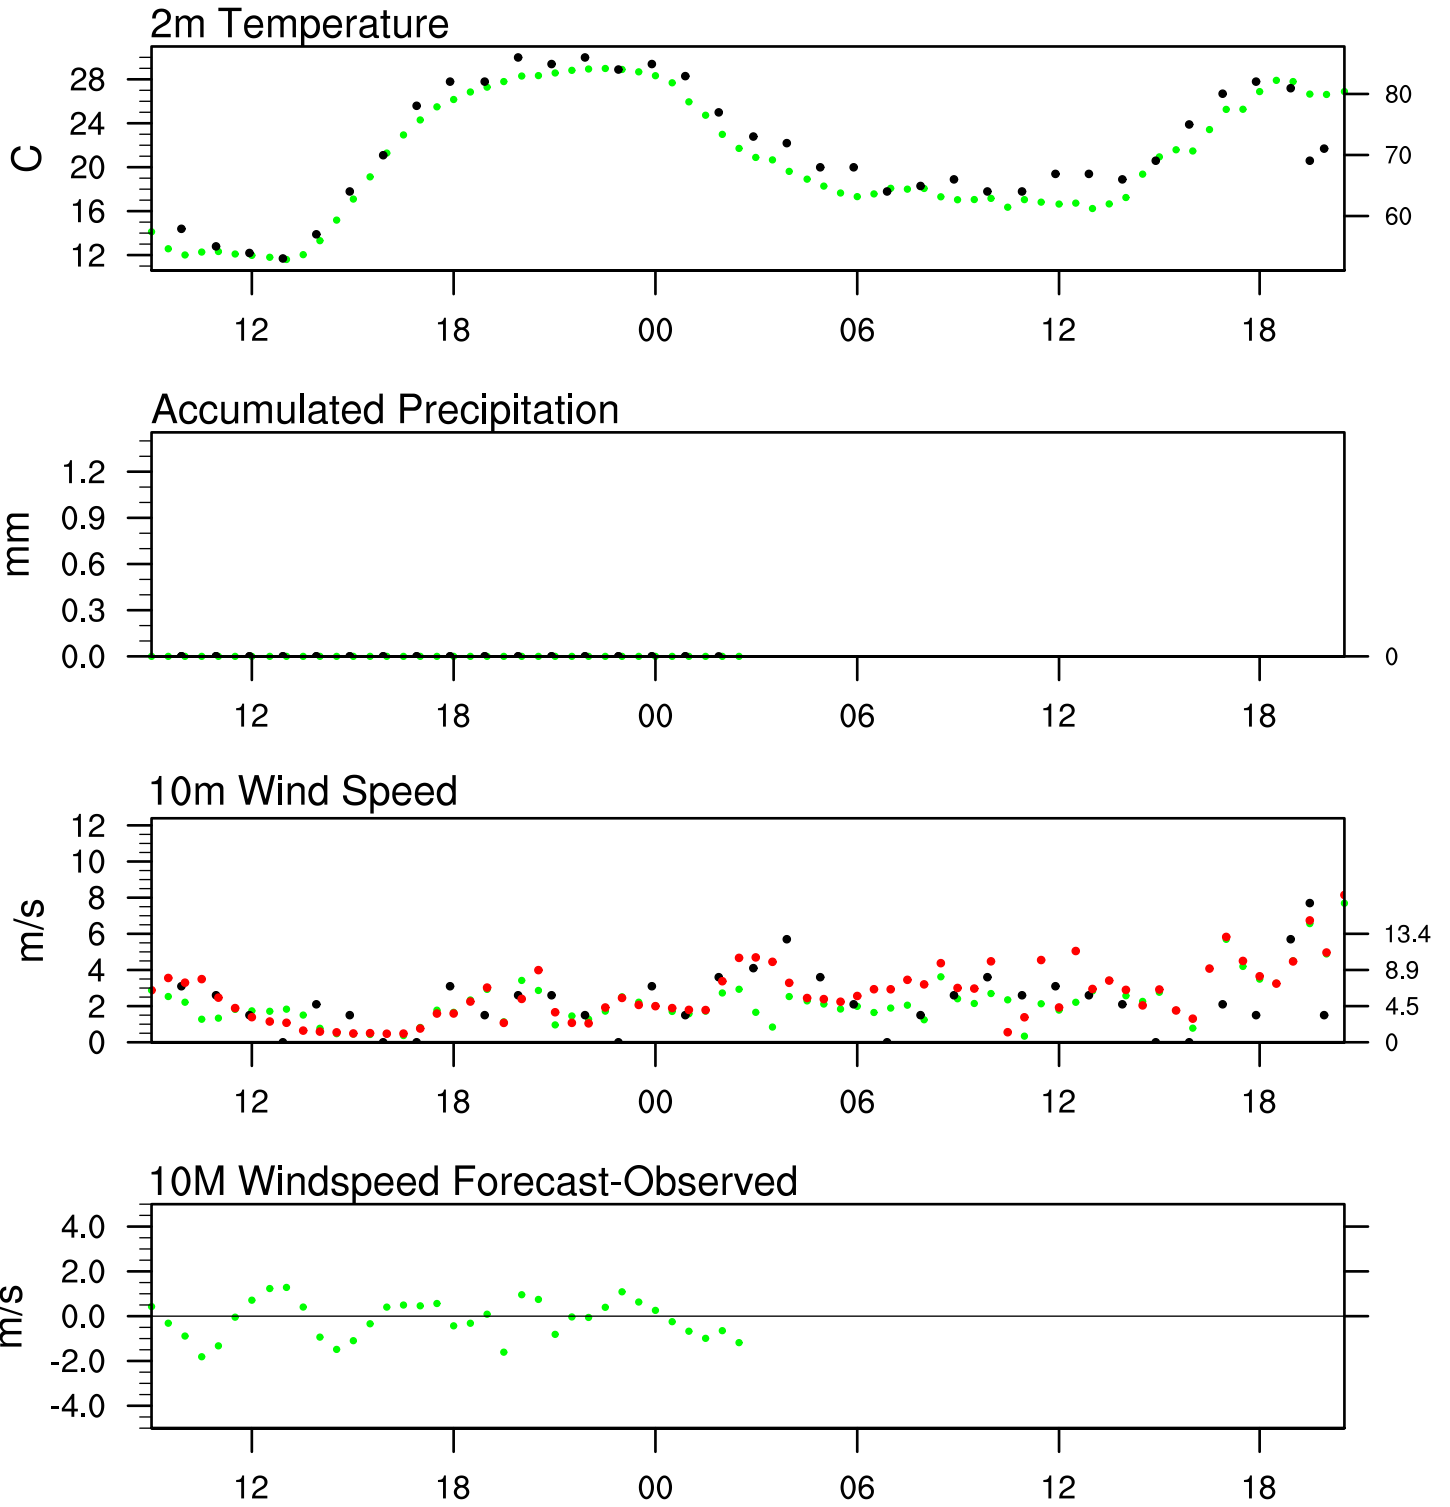 2m Temperature
C
28
24
20
16
12
80
70
60
12 18 00 06 12 18
Accumulated Precipitation
mm
1.2
0.9
0.6
0.3
0.0
0
12 18 00 06 12 18
10m Wind Speed
m/s
12
10
8
6
4
2
0
13.4
8.9
4.5
0
12 18 00 06 12 18
10M Windspeed Forecast-Observed
m/s
4.0
2.0
0.0
-2.0
-4.0
12 18 00 06 12 18